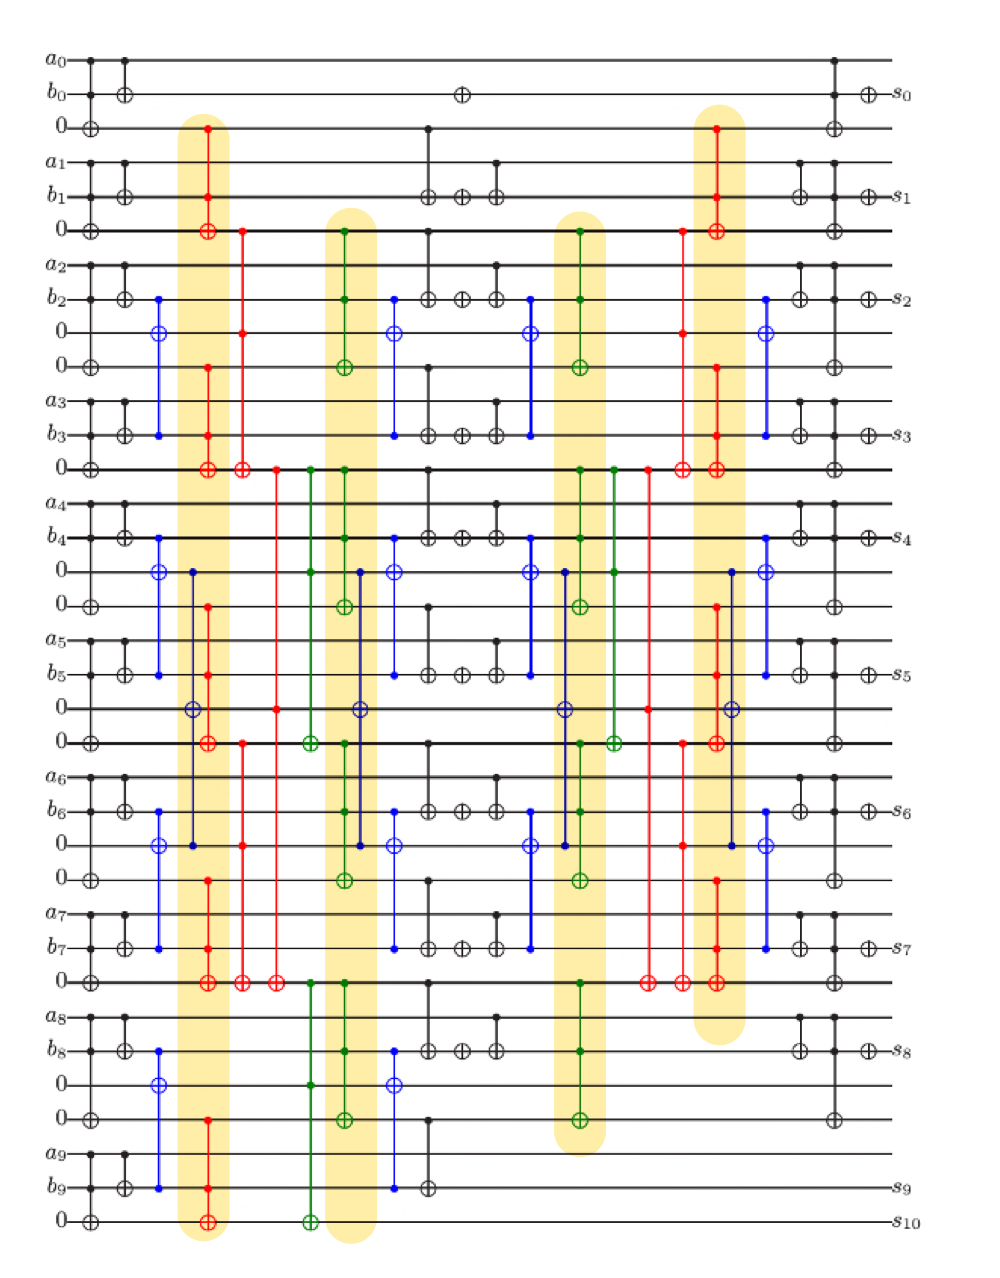 a₀
b₀ s₀
0
a₁
b₁ s₁
0
a₂
b₂ s₂
0
0
a₃
b₃ s₃
0
a₄
b₄ s₄
0
0
a₅
b₅ s₅
0
0
a₆
b₆ s₆
0
0
a₇
b₇ s₇
0
a₈
b₈ s₈
0
0
a₉
b₉ s₉
0 s₁₀